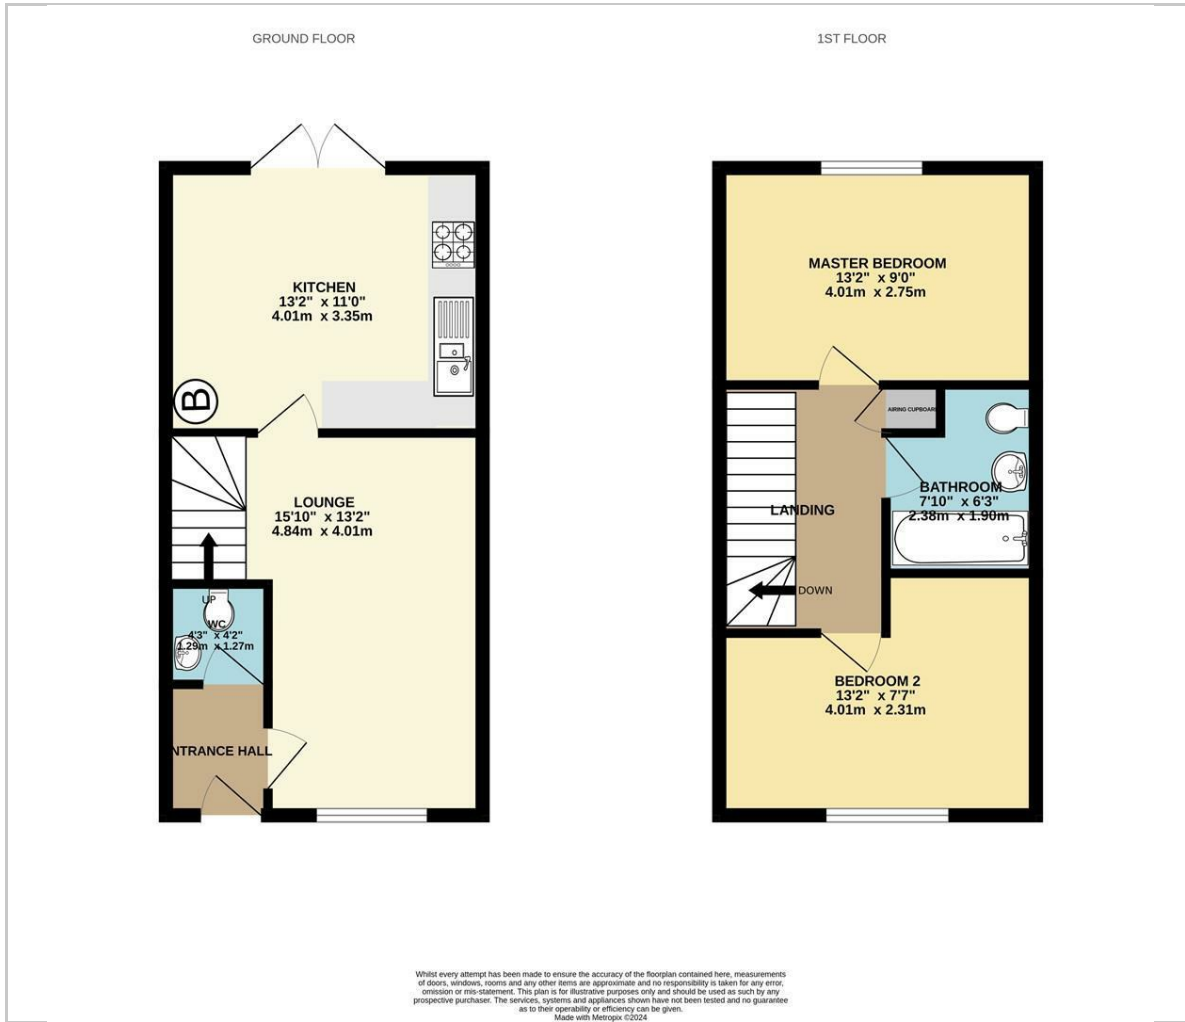 GROUND FLOOR
1ST FLOOR
KITCHEN
13'2" x 11'0"
4.01m x 3.35m
B
LOUNGE
15'10" x 13'2"
4.84m x 4.01m
UP
WC
4'3" x 4'2"
1.29m x 1.27m
NTRANCE HALL
MASTER BEDROOM
13'2" x 9'0"
4.01m x 2.75m
AIRING CUPBOARD
BATHROOM
7'10" x 6'3"
2.38m x 1.90m
LANDING
DOWN
BEDROOM 2
13'2" x 7'7"
4.01m x 2.31m
Whilst every attempt has been made to ensure the accuracy of the floorplan contained here, measurements
of doors, windows, rooms and any other items are approximate and no responsibility is taken for any error,
omission or mis-statement. This plan is for illustrative purposes only and should be used as such by any
prospective purchaser. The services, systems and appliances shown have not been tested and no guarantee
as to their operability or efficiency can be given.
Made with Metropix ©2024